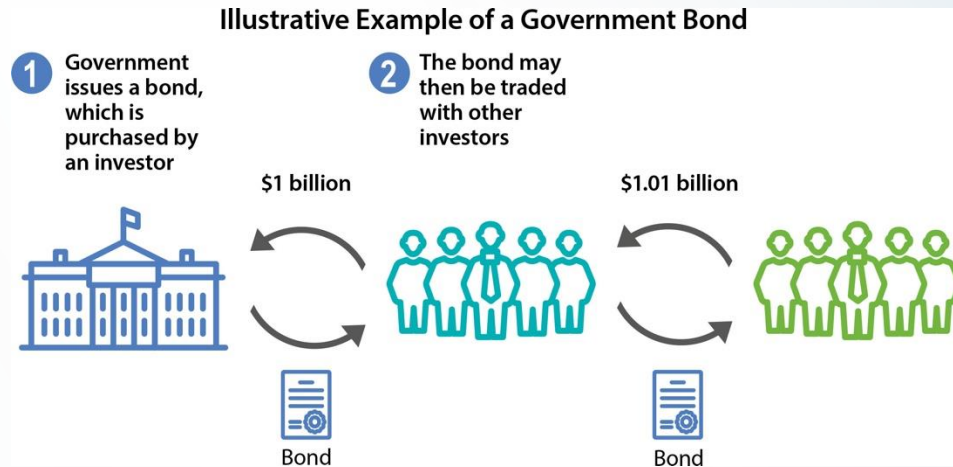 Illustrative Example of a Government Bond
1
Government
issues a bond,
which is
purchased by
an investor
2
The bond may
then be traded
with other
investors
$1 billion
$1.01 billion
Bond
Bond